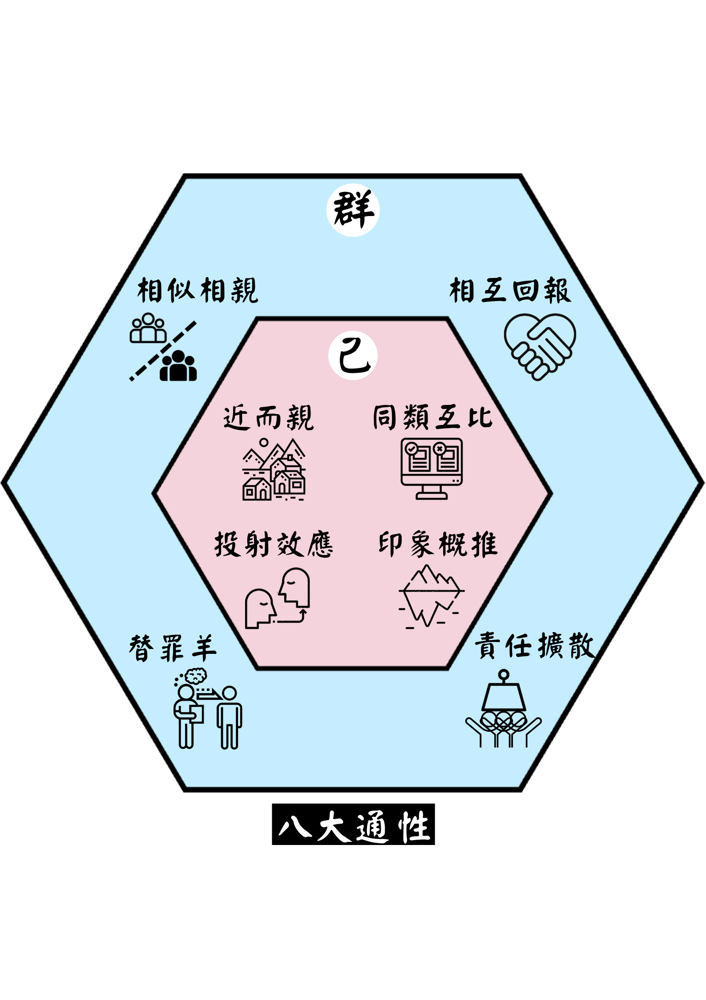 群
相似相親
相互回報
己
近而親
同類互比
投射效應
印象概推
替罪羊
責任擴散
八大通性